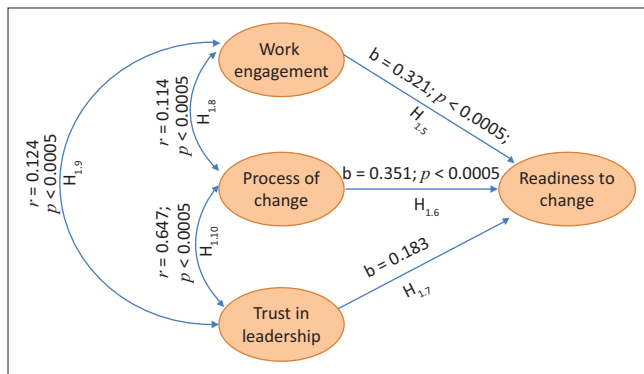 Work
engagement
b = 0.321; p < 0.0005;
H1.5
r = 0.114
p < 0.0005
H1.8
r = 0.124
p < 0.0005
H1.9
Process of
change
b = 0.351; p < 0.0005
H1.6
Readiness to
change
r = 0.647;
p < 0.0005
H1.10
b = 0.183
H1.7
Trust in
leadership